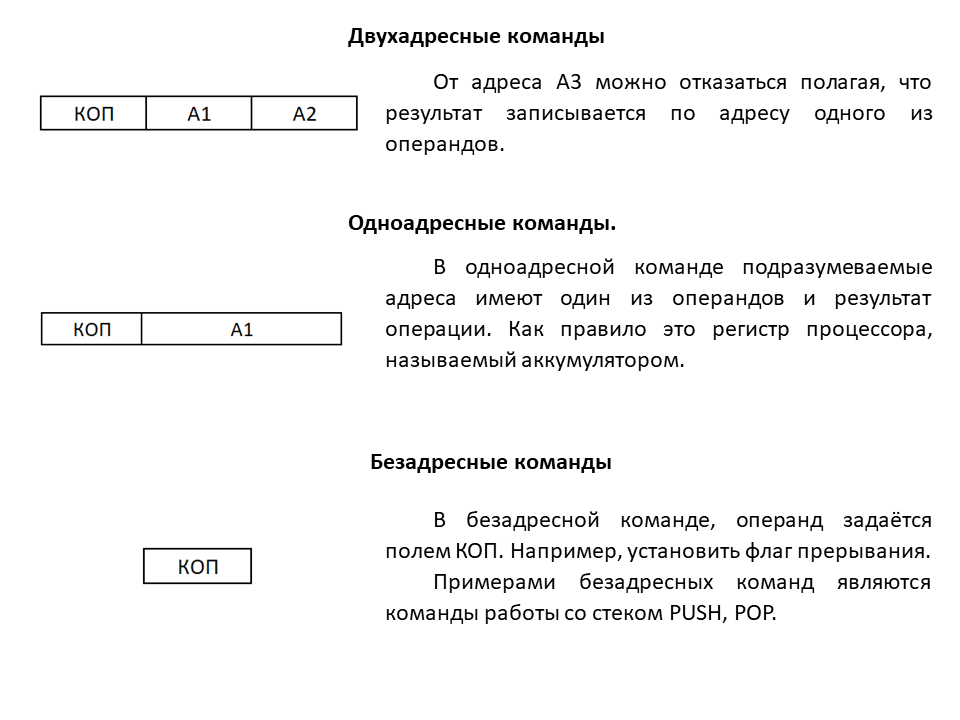 Двухадресные команды
КОП А1 А2
От адреса А3 можно отказаться полагая, что
результат записывается по адресу одного из
операндов.
Одноадресные команды.
КОП А1
В одноадресной команде подразумеваемые
адреса имеют один из операндов и результат
операции. Как правило это регистр процессора,
называемый аккумулятором.
Безадресные команды
КОП
В безадресной команде, операнд задаётся
полем КОП. Например, установить флаг прерывания.
Примерами безадресных команд являются
команды работы со стеком PUSH, POP.